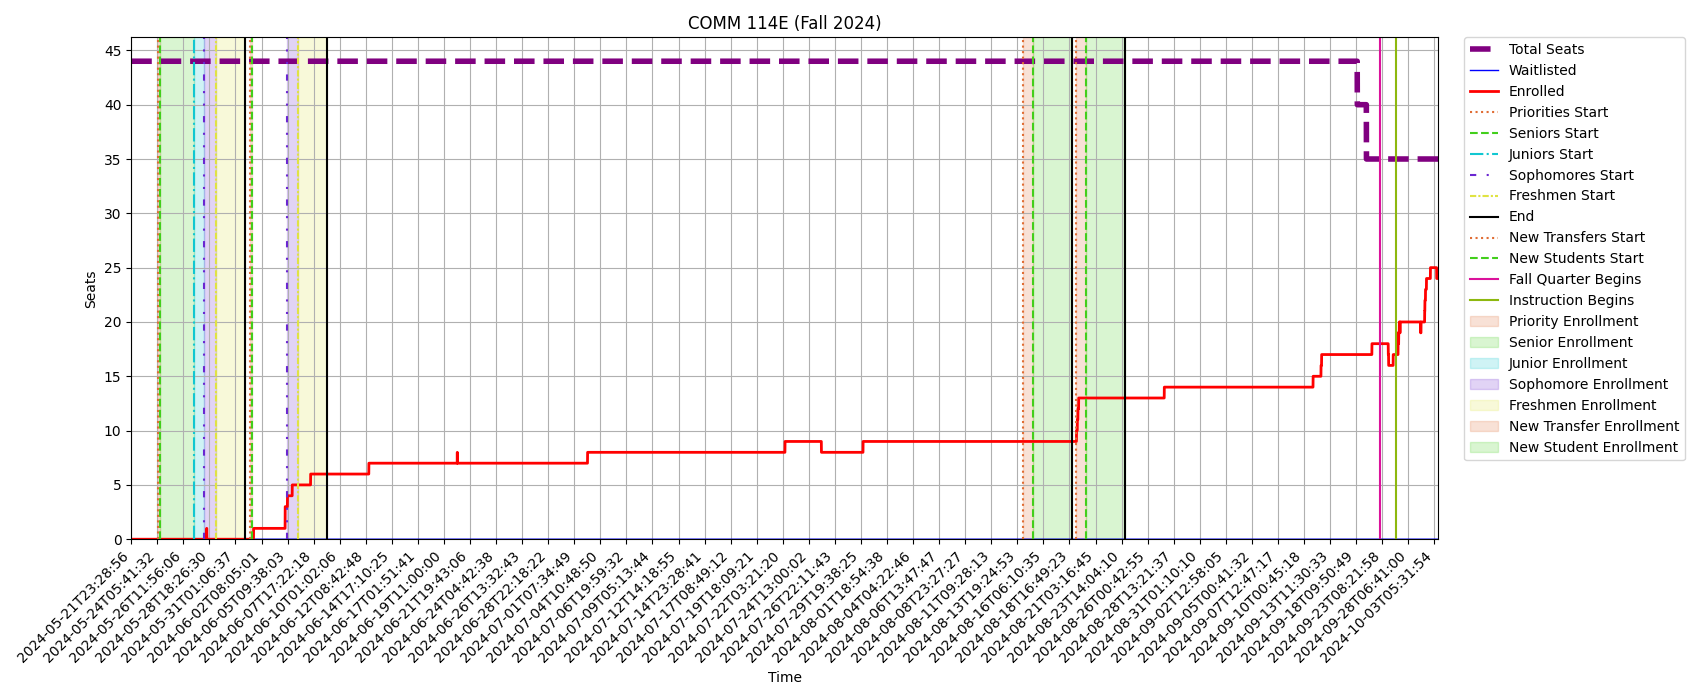 COMM 114E (Fall 2024)
Seats
45
40
35
30
25
20
15
10
5
0
2024-05-21T23:28:56
2024-05-24T05:41:32
2024-05-26T11:56:06
2024-05-28T18:26:30
2024-05-31T01:06:37
2024-06-02T08:05:01
2024-06-05T09:38:03
2024-06-07T17:22:18
2024-06-10T01:02:06
2024-06-12T08:42:48
2024-06-14T17:10:25
2024-06-17T01:51:41
2024-06-19T11:00:00
2024-06-21T19:43:06
2024-06-24T04:42:38
2024-06-26T13:32:43
2024-06-28T22:18:22
2024-07-01T07:34:49
2024-07-04T10:48:50
2024-07-06T19:59:32
2024-07-09T05:13:44
2024-07-12T14:18:55
2024-07-14T23:28:41
2024-07-17T08:49:12
2024-07-19T18:09:21
2024-07-22T03:21:20
2024-07-24T13:00:02
2024-07-26T22:11:43
2024-07-29T19:38:25
2024-08-01T18:54:38
2024-08-04T04:22:46
2024-08-06T13:47:47
2024-08-08T23:27:27
2024-08-11T09:28:13
2024-08-13T19:24:53
2024-08-16T06:10:35
2024-08-18T16:49:23
2024-08-21T03:16:45
2024-08-23T14:04:10
2024-08-26T00:42:55
2024-08-28T13:21:37
2024-08-31T01:10:10
2024-09-02T12:58:05
2024-09-05T00:41:32
2024-09-07T12:47:17
2024-09-10T00:45:18
2024-09-13T11:30:33
2024-09-18T09:50:49
2024-09-23T08:21:58
2024-09-28T06:41:00
2024-10-03T05:31:54
Time
Total Seats
Waitlisted
Enrolled
Priorities Start
Seniors Start
Juniors Start
Sophomores Start
Freshmen Start
End
New Transfers Start
New Students Start
Fall Quarter Begins
Instruction Begins
Priority Enrollment
Senior Enrollment
Junior Enrollment
Sophomore Enrollment
Freshmen Enrollment
New Transfer Enrollment
New Student Enrollment